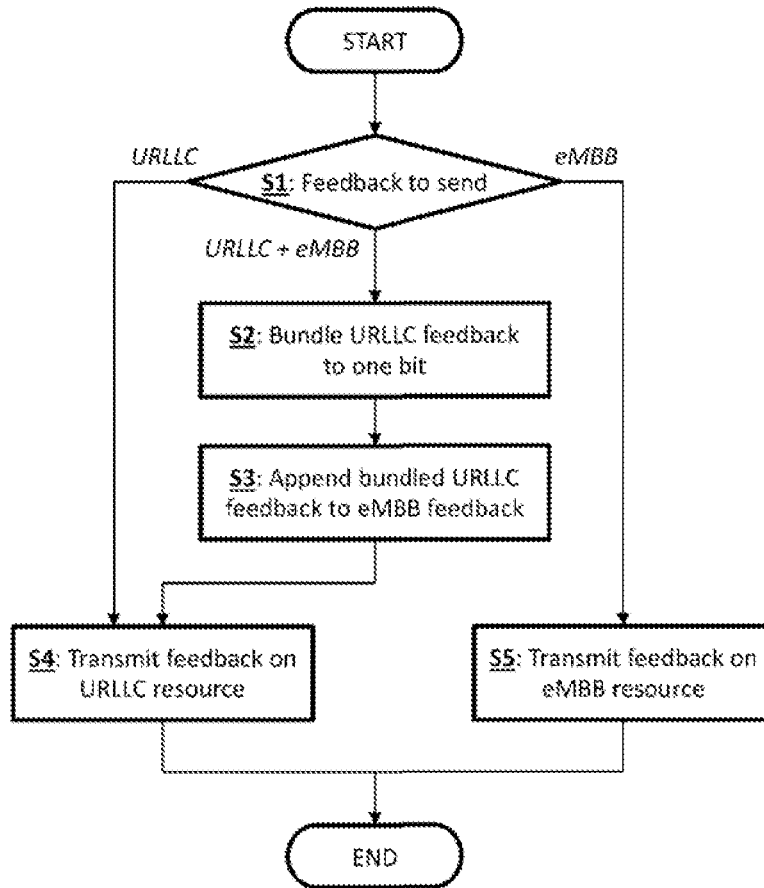 START
URLLC
eMBB
S1: Feedback to send
URLLC + eMBB
S2: Bundle URLLC feedback
to one bit
S3: Append bundled URLLC
feedback to eMBB feedback
S4: Transmit feedback on
URLLC resource
S5: Transmit feedback on
eMBB resource
END